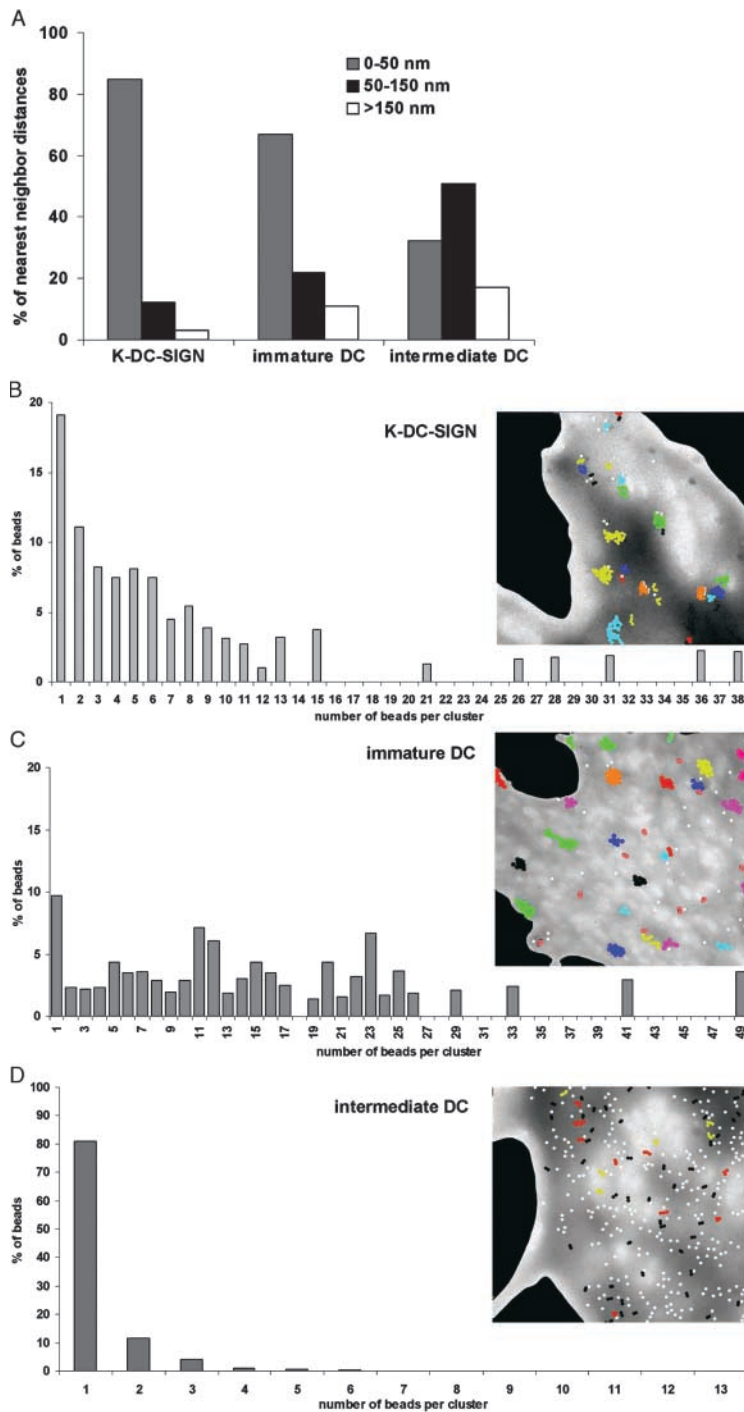 A
100
80
60
40
20
0
% of nearest neighbor distances
0-50 nm
50-150 nm
>150 nm
K-DC-SIGN immature DC intermediate DC
B
20
15
10
5
0
% of beads
K-DC-SIGN
1 2 3 4 5 6 7 8 9 10 11 12 13 14 15 16 17 18 19 20 21 22 23 24 25 26 27 28 29 30 31 32 33 34 35 36 37 38
number of beads per cluster
C
20
15
10
5
0
% of beads
immature DC
1 3 5 7 9 11 13 15 17 19 21 23 25 27 29 31 33 35 37 39 41 43 45 47 49
number of beads per cluster
D
100
90
80
70
60
50
40
30
20
10
0
% of beads
intermediate DC
1 2 3 4 5 6 7 8 9 10 11 12 13
number of beads per cluster